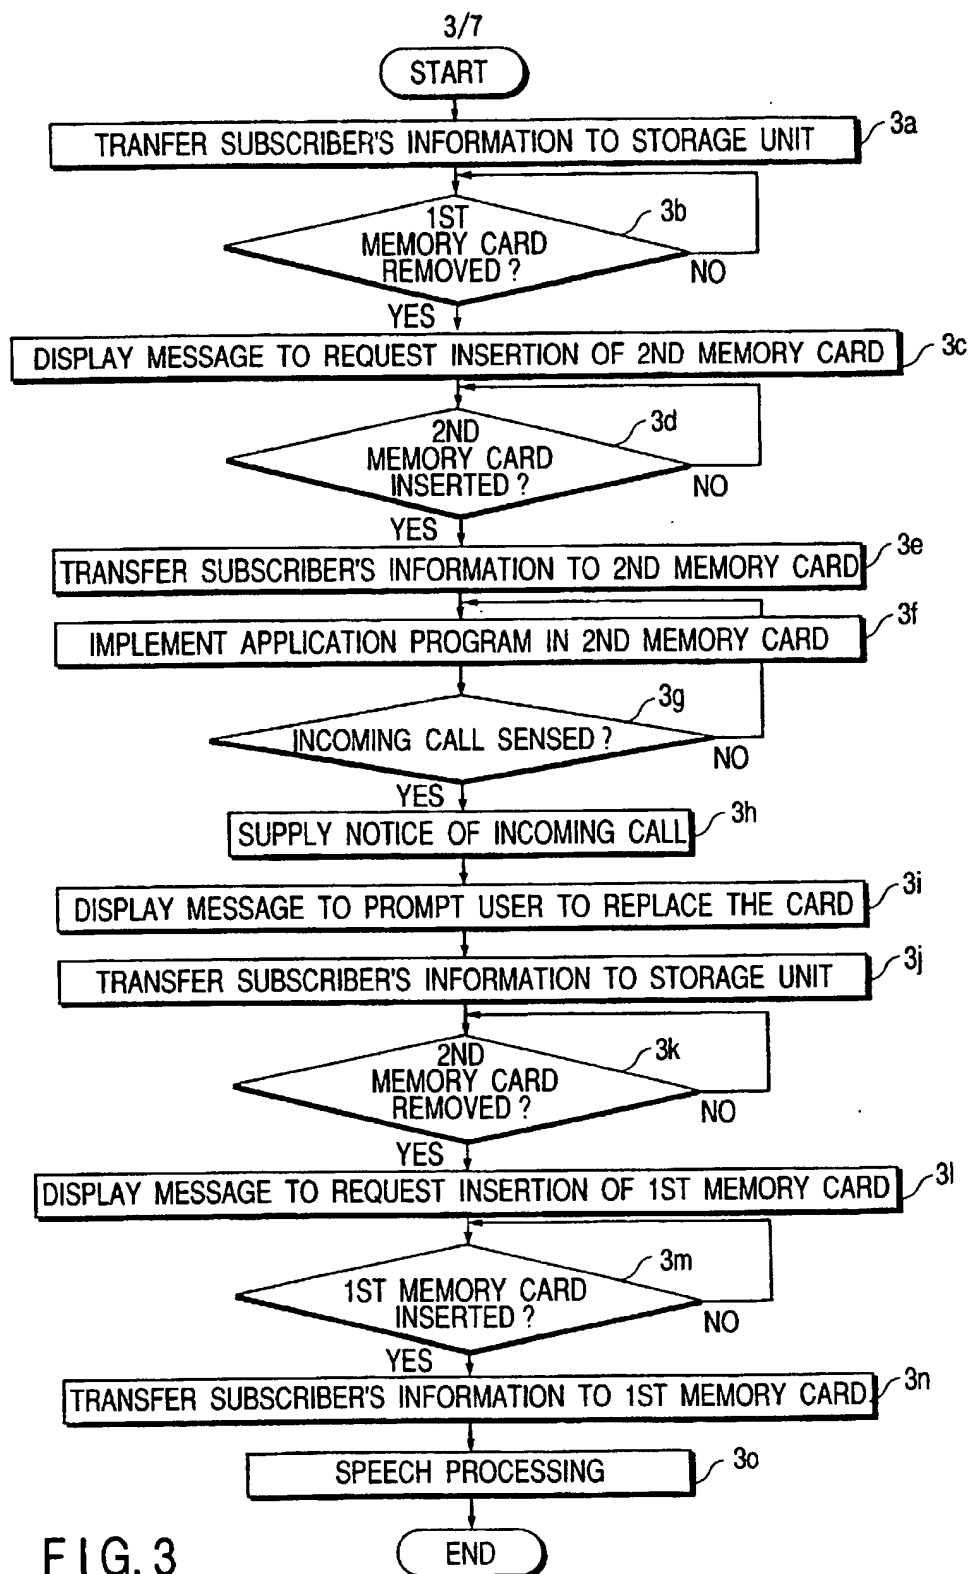 3/7
START
TRANFER SUBSCRIBER'S INFORMATION TO STORAGE UNIT
3a
1ST
MEMORY CARD
REMOVED?
3b
NO
YES
DISPLAY MESSAGE TO REQUEST INSERTION OF 2ND MEMORY CARD
3c
2ND
MEMORY CARD
INSERTED?
3d
NO
YES
TRANSFER SUBSCRIBER'S INFORMATION TO 2ND MEMORY CARD
3e
IMPLEMENT APPLICATION PROGRAM IN 2ND MEMORY CARD
3f
INCOMING CALL SENSED?
3g
NO
YES
SUPPLY NOTICE OF INCOMING CALL
3h
DISPLAY MESSAGE TO PROMPT USER TO REPLACE THE CARD
3i
TRANSFER SUBSCRIBER'S INFORMATION TO STORAGE UNIT
3j
2ND
MEMORY CARD
REMOVED?
3k
NO
YES
DISPLAY MESSAGE TO REQUEST INSERTION OF 1ST MEMORY CARD
3l
1ST MEMORY CARD
INSERTED?
3m
NO
YES
TRANSFER SUBSCRIBER'S INFORMATION TO 1ST MEMORY CARD.
3n
SPEECH PROCESSING
3o
END
FIG. 3